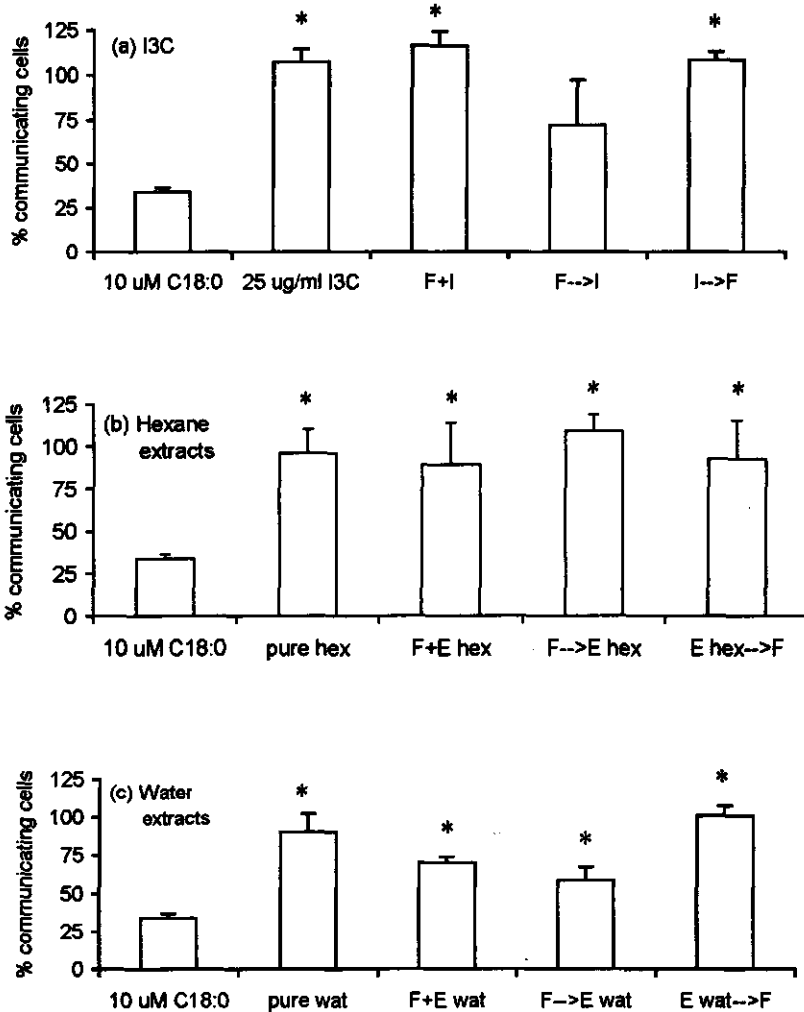 (a) I3C
% communicating cells
125
100
75
50
25
0
* * *
10 uM C18:0 25 ug/ml I3C F+I F-->I I-->F
(b) Hexane
extracts
% communicating cells
125
100
75
50
25
0
* * * *
10 uM C18:0 pure hex F+E hex F-->E hex E hex-->F
(c) Water
extracts
% communicating cells
125
100
75
50
25
0
* * * *
10 uM C18:0 pure wat F+E wat F-->E wat E wat-->F